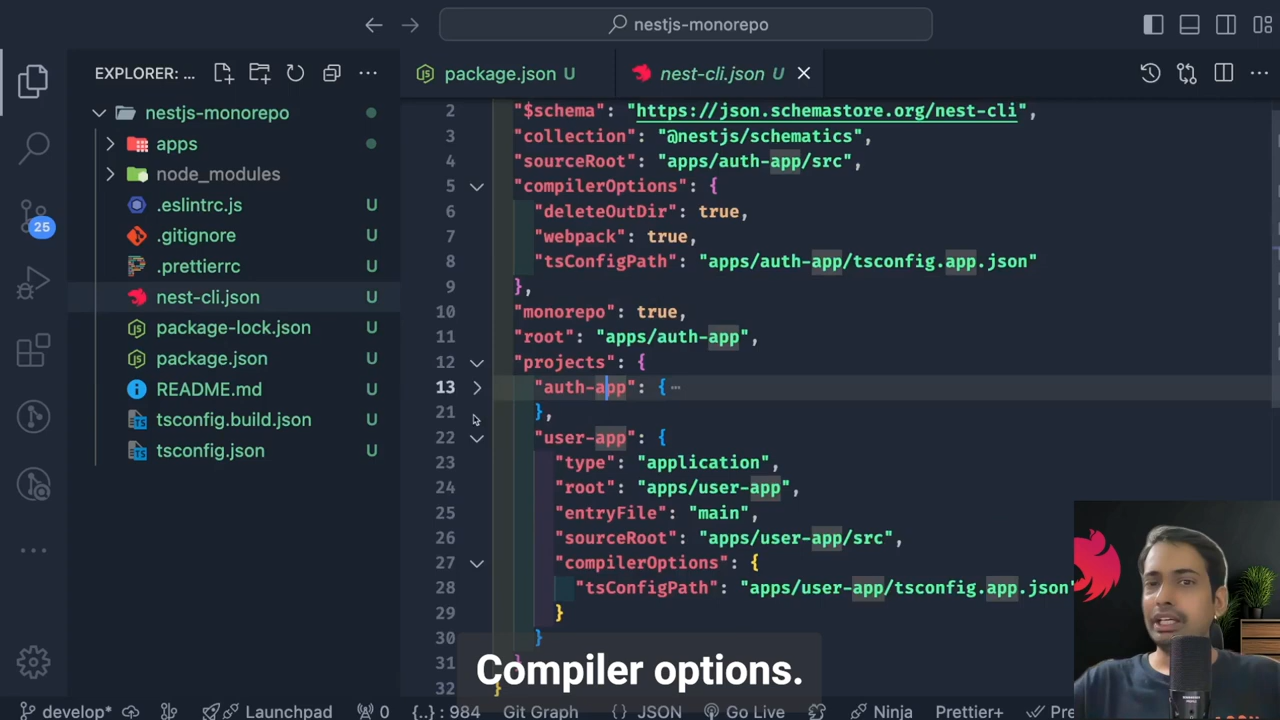 nestjs-monorepo
EXPLORER: ...
package.json U
nest-cli.json U
nestjs-monorepo
apps
node_modules
.eslintrc.js U
.gitignore U
.prettierrc U
nest-cli.json U
package-lock.json U
package.json U
README.md U
tsconfig.build.json U
tsconfig.json U
25
2 "$schema": "https://json.schemastore.org/nest-cli",
3 "collection": "@nestjs/schematics",
4 "sourceRoot": "apps/auth-app/src",
5 "compilerOptions": {
6 "deleteOutDir": true,
7 "webpack": true,
8 "tsConfigPath": "apps/auth-app/tsconfig.app.json"
9 },
10 "monorepo": true,
11 "root": "apps/auth-app",
12 "projects": {
13 "auth-app": { ⋯
21 },
22 "user-app": {
23 "type": "application",
24 "root": "apps/user-app",
25 "entryFile": "main",
26 "sourceRoot": "apps/user-app/src",
27 "compilerOptions": {
28 "tsConfigPath": "apps/user-app/tsconfig.app.json"
29 }
30 }
31 }
32 }
Compiler options.
develop* Launchpad 0 {..} : 984 Git Graph {} JSON Go Live Ninja Prettier+ Pre